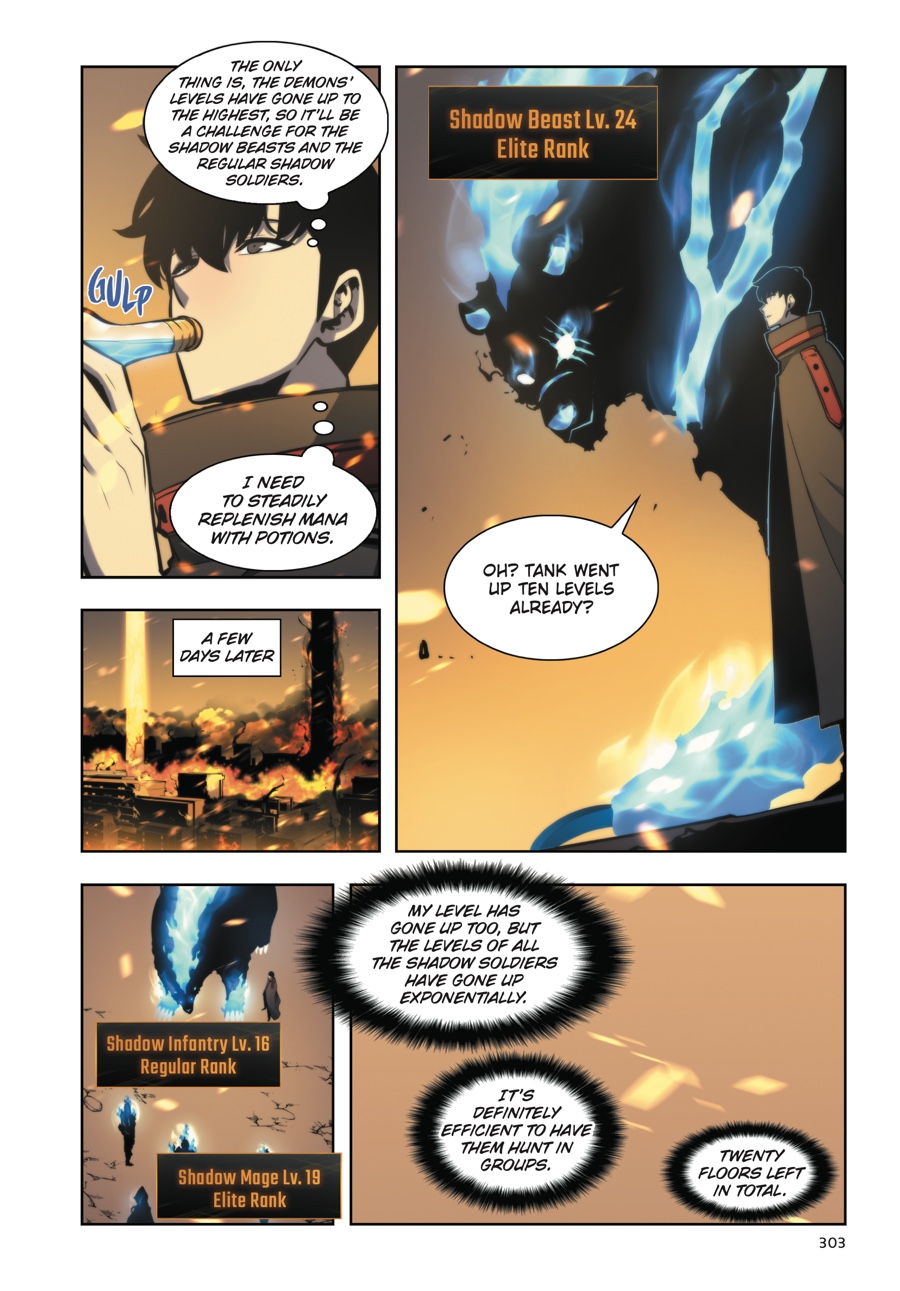 THE ONLY
THING IS, THE DEMONS'
LEVELS HAVE GONE UP TO
THE HIGHEST, SO IT'LL BE
A CHALLENGE FOR THE
SHADOW BEASTS AND THE
REGULAR SHADOW
SOLDIERS.
GULP
I NEED
TO STEADILY
REPLENISH MANA
WITH POTIONS.
Shadow Beast Lv. 24
Elite Rank
OH? TANK WENT
UP TEN LEVELS
ALREADY?
A FEW
DAYS LATER
Shadow Infantry Lv. 16
Regular Rank
Shadow Mage Lv. 19
Elite Rank
MY LEVEL HAS
GONE UP TOO, BUT
THE LEVELS OF ALL
THE SHADOW SOLDIERS
HAVE GONE UP
EXPONENTIALLY.
IT'S
DEFINITELY
EFFICIENT TO HAVE
THEM HUNT IN
GROUPS.
TWENTY
FLOORS LEFT
IN TOTAL.
303